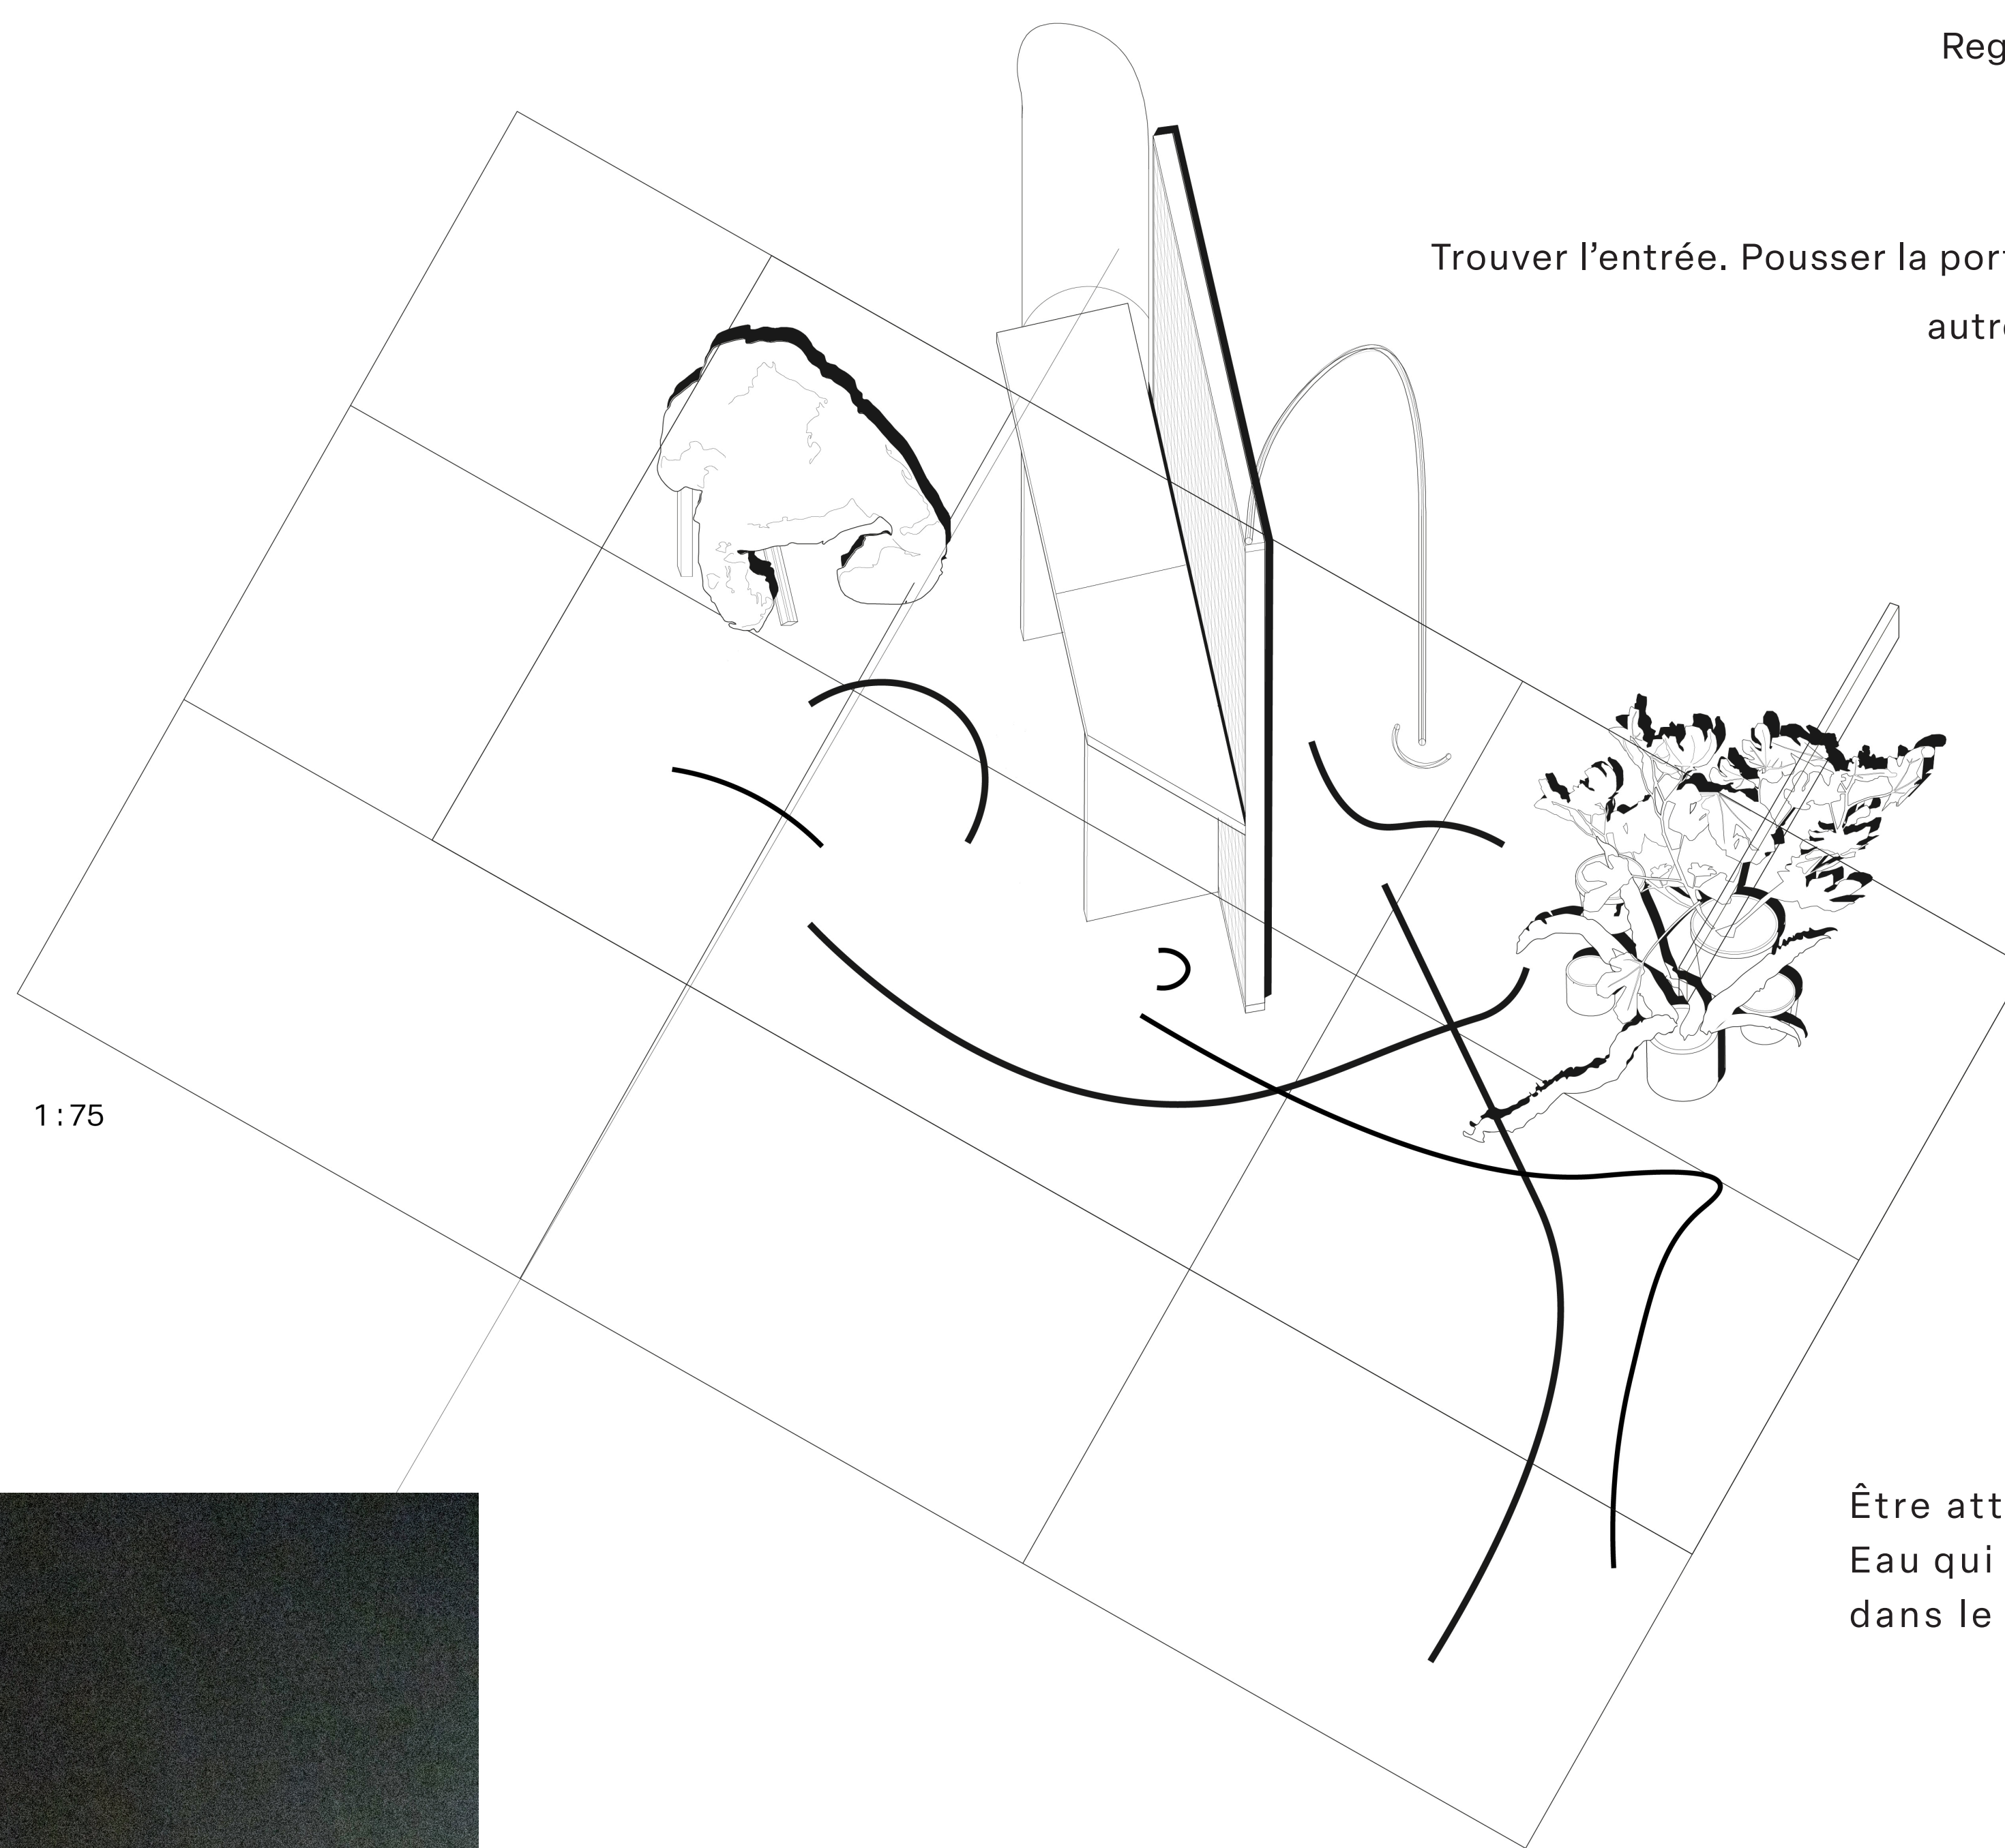 Reg
Trouver l’entrée. Pousser la por
autr
1:75
Être att
Eau qui
dans le